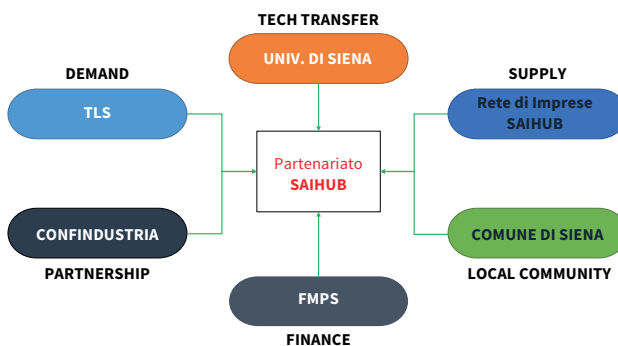 TECH TRANSFER
UNIV. DI SIENA
DEMAND
TLS
SUPPLY
Rete di Imprese
SAIHUB
Partenariato
SAIHUB
CONFINDUSTRIA
PARTNERSHIP
COMUNE DI SIENA
LOCAL COMMUNITY
FMPS
FINANCE